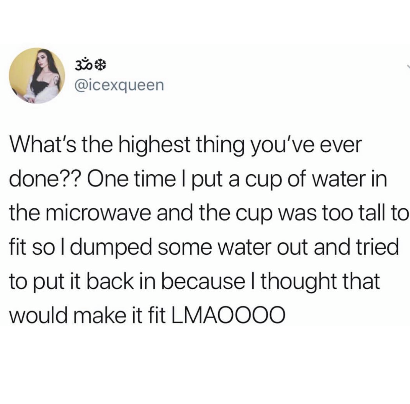 ॐ❄
@icexqueen
What's the highest thing you've ever
done?? One time I put a cup of water in
the microwave and the cup was too tall to
fit so I dumped some water out and tried
to put it back in because I thought that
would make it fit LMAOOOO